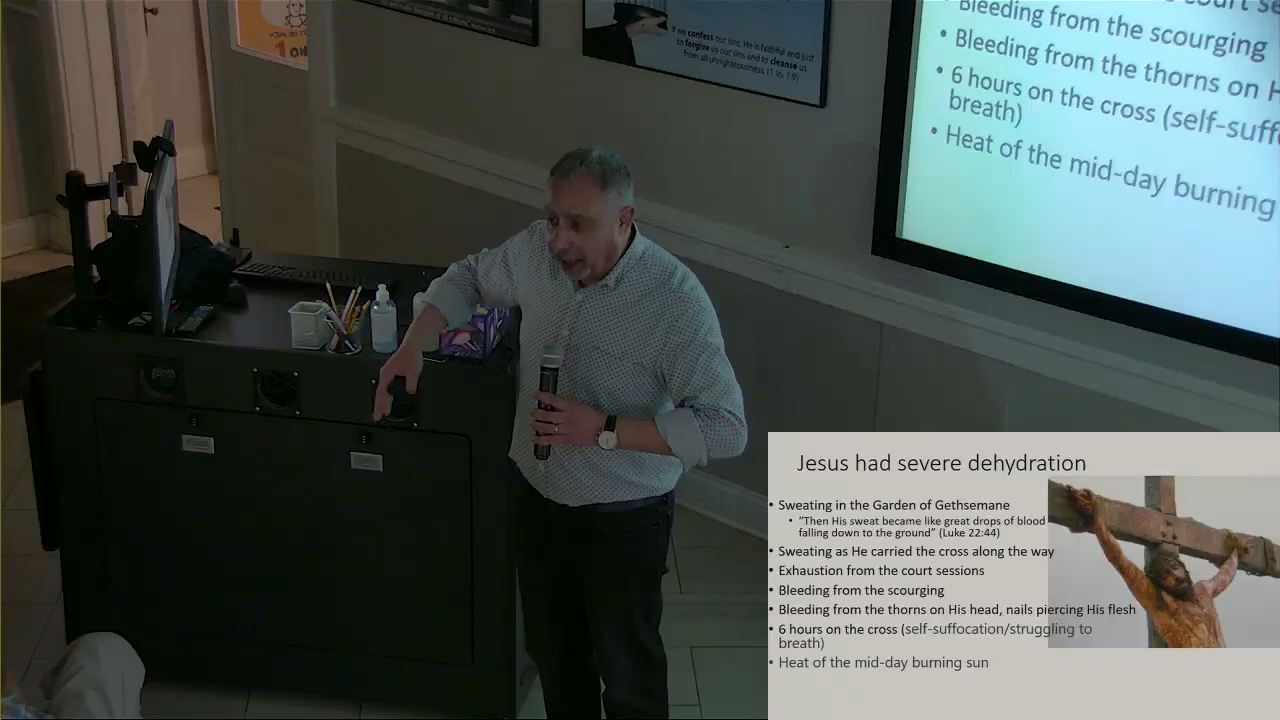 1 ON
If we confess our sins, He is faithful and just
to forgive us our sins and to cleanse us
from all unrighteousness. (1 Jo. 1:9)
Bleeding from the scourging
• Bleeding from the thorns on H
• 6 hours on the cross (self-suff
breath)
• Heat of the mid-day burning
Jesus had severe dehydration
• Sweating in the Garden of Gethsemane
• “Then His sweat became like great drops of blood
falling down to the ground” (Luke 22:44)
• Sweating as He carried the cross along the way
• Exhaustion from the court sessions
• Bleeding from the scourging
• Bleeding from the thorns on His head, nails piercing His flesh
• 6 hours on the cross (self-suffocation/struggling to
breath)
• Heat of the mid-day burning sun